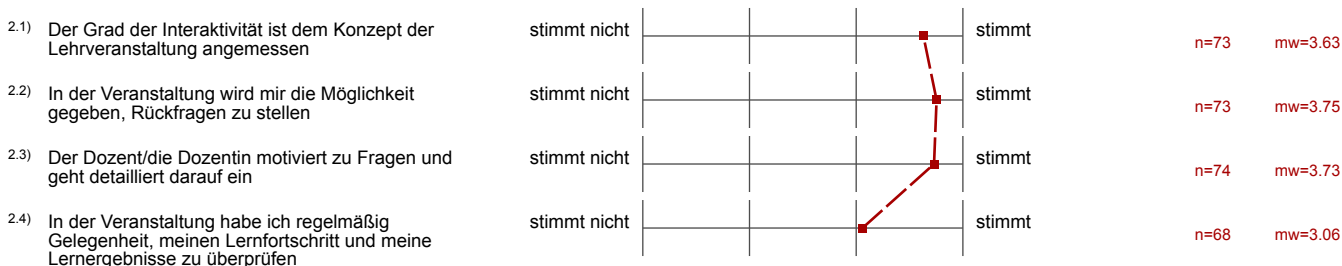 2.1) Der Grad der Interaktivität ist dem Konzept der
Lehrveranstaltung angemessen
stimmt nicht
stimmt
n=73 mw=3.63
2.2) In der Veranstaltung wird mir die Möglichkeit
gegeben, Rückfragen zu stellen
stimmt nicht
stimmt
n=73 mw=3.75
2.3) Der Dozent/die Dozentin motiviert zu Fragen und
geht detailliert darauf ein
stimmt nicht
stimmt
n=74 mw=3.73
2.4) In der Veranstaltung habe ich regelmäßig
Gelegenheit, meinen Lernfortschritt und meine
Lernergebnisse zu überprüfen
stimmt nicht
stimmt
n=68 mw=3.06